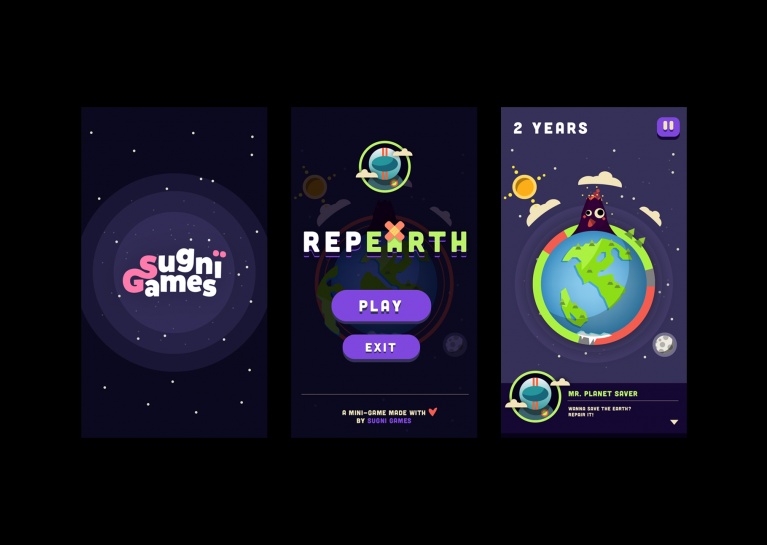 sugnï
Games
REPEARTH
PLAY
EXIT
A MINI-GAME MADE WITH
BY SUGNI GAMES
2 YEARS
MR. PLANET SAVER
WANNA SAVE THE EARTH?
REPAIR IT!